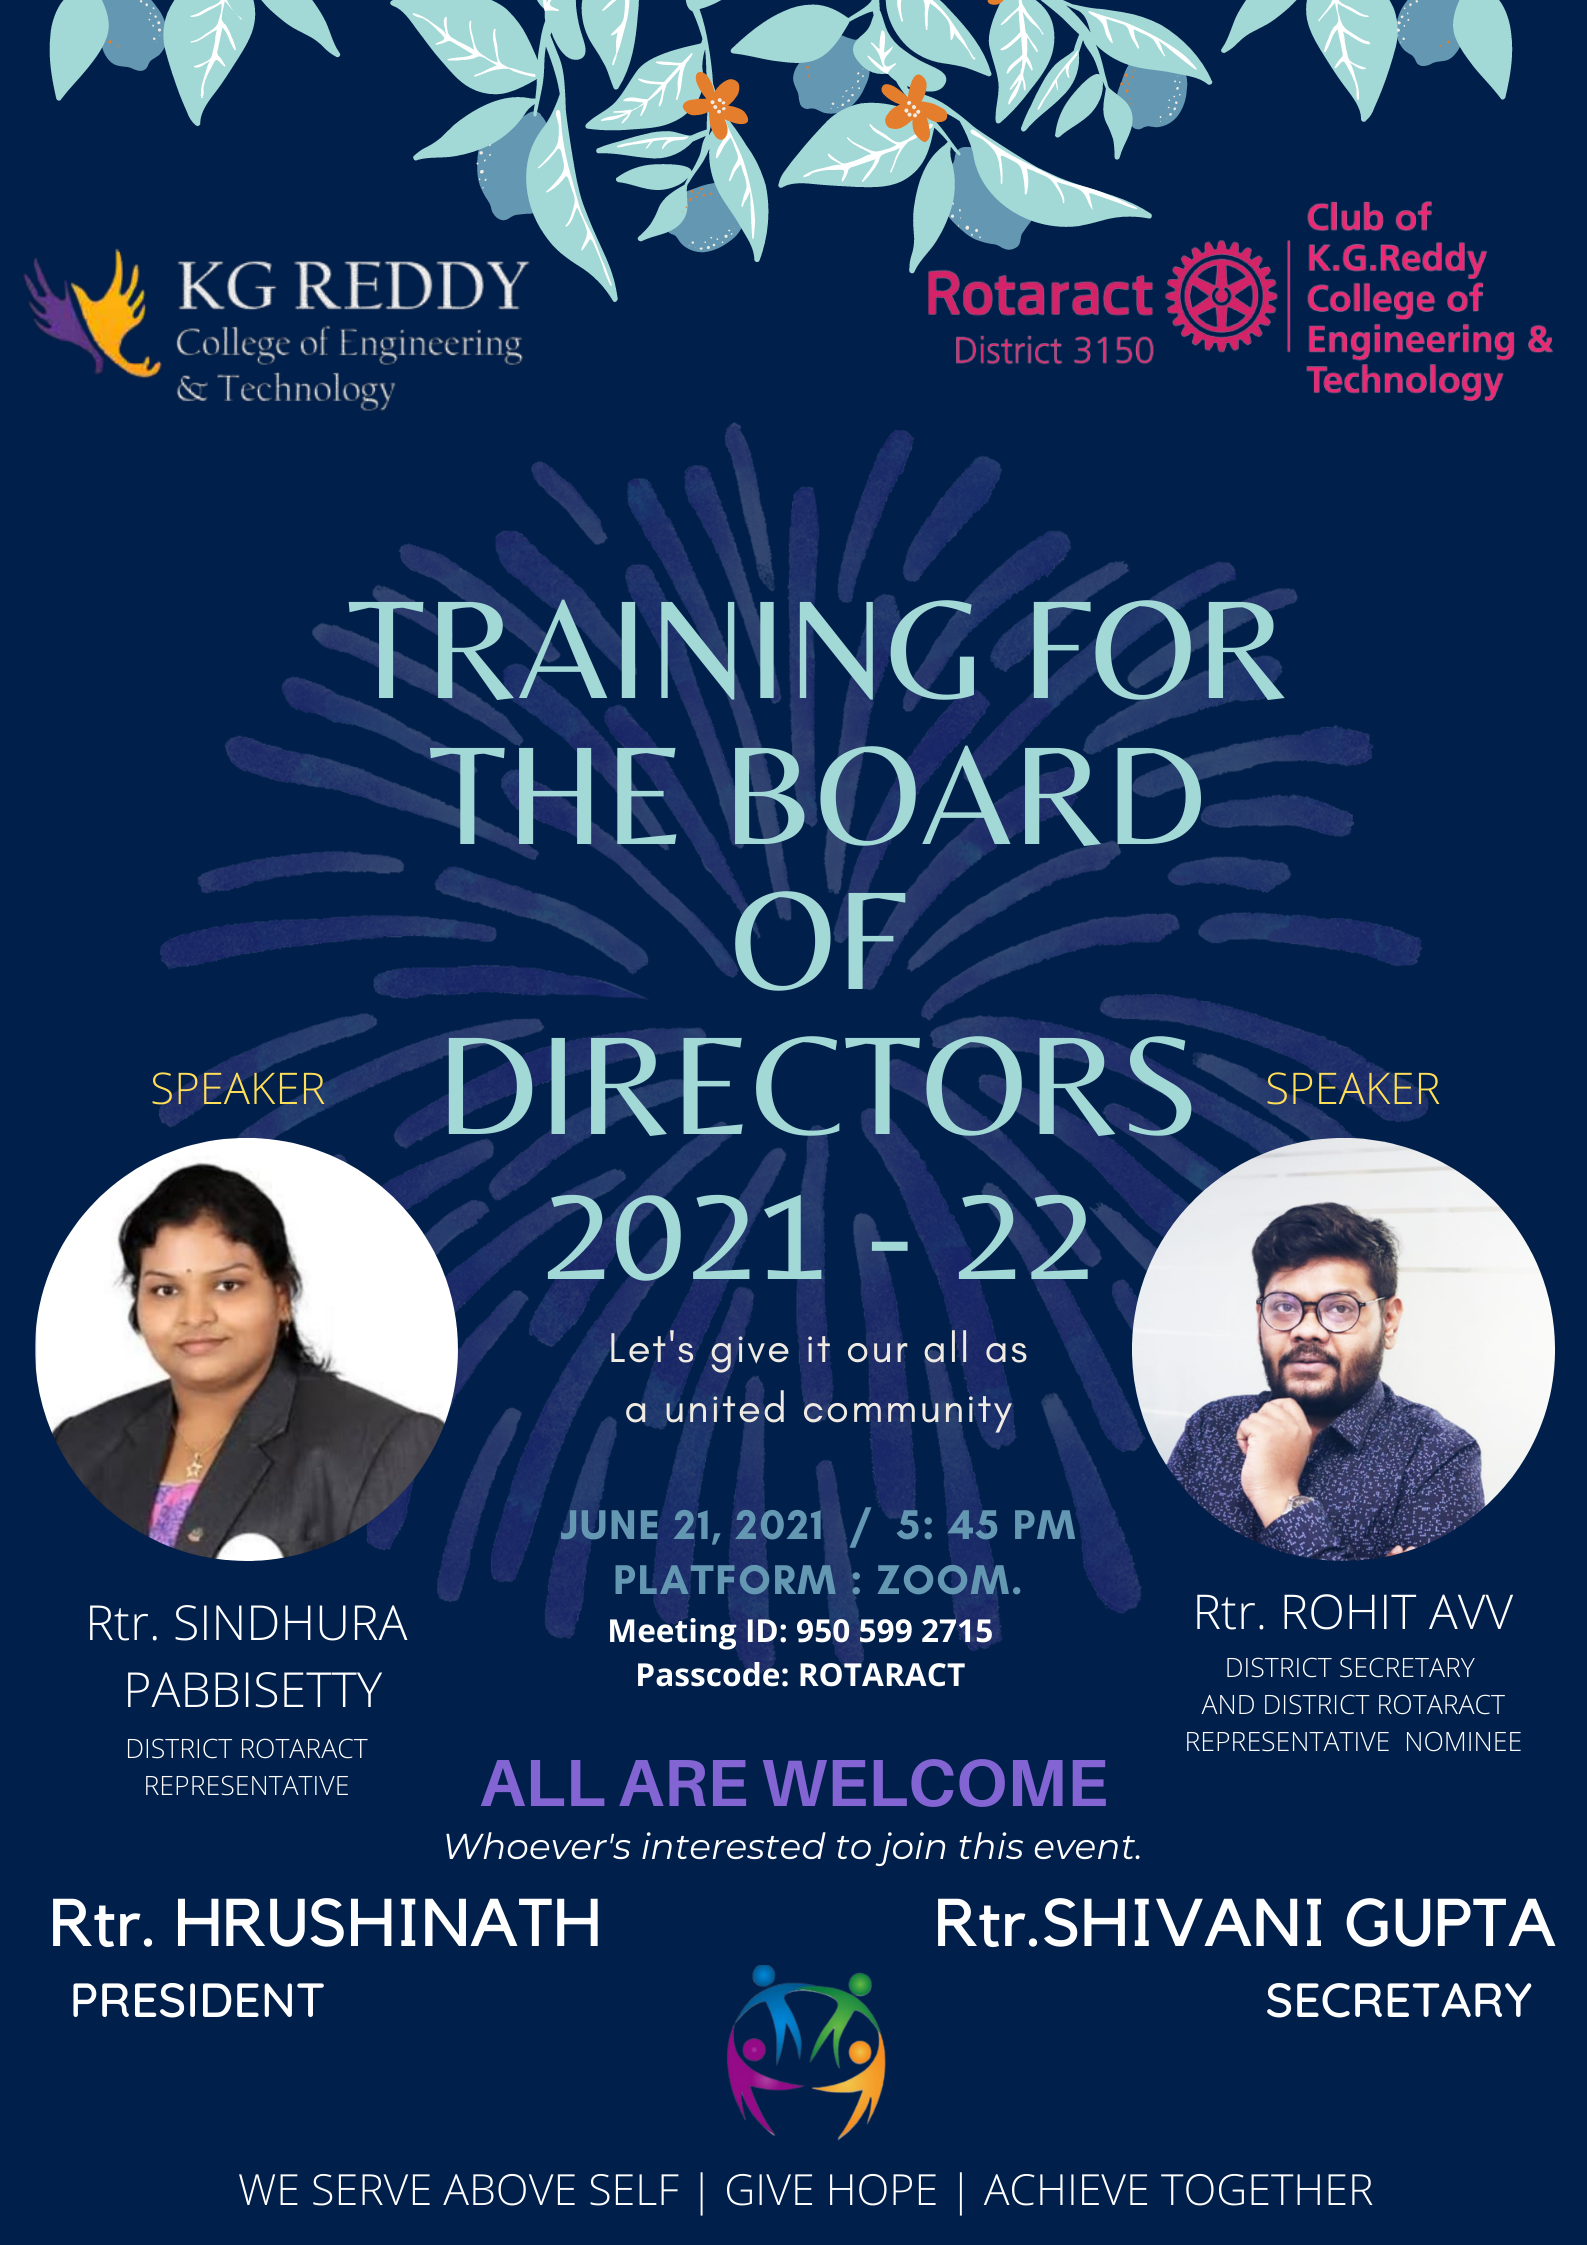 KG REDDY
College of Engineering
& Technology
Rotaract
District 3150
Club of
K.G.Reddy
College of
Engineering &
Technology
TRAINING FOR
THE BOARD
OF
DIRECTORS
2021 - 22
Let's give it our all as
a united community
JUNE 21, 2021 / 5: 45 PM
PLATFORM : ZOOM.
Meeting ID: 950 599 2715
Passcode: ROTARACT
SPEAKER
Rtr. SINDHURA
PABBISETTY
DISTRICT ROTARACT
REPRESENTATIVE
SPEAKER
Rtr. ROHIT AVV
DISTRICT SECRETARY
AND DISTRICT ROTARACT
REPRESENTATIVE NOMINEE
ALL ARE WELCOME
Whoever's interested to join this event.
Rtr. HRUSHINATH
PRESIDENT
Rtr.SHIVANI GUPTA
SECRETARY
WE SERVE ABOVE SELF | GIVE HOPE | ACHIEVE TOGETHER